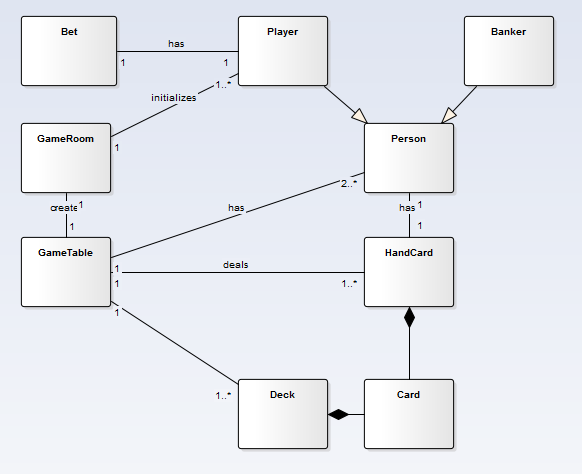 Bet
Player
Banker
has
1
1
1..*
initializes
GameRoom
Person
1
create
1
2..*
has
1
1
has
1
GameTable
HandCard
deals
1
1
1..*
1
1..*
Deck
Card